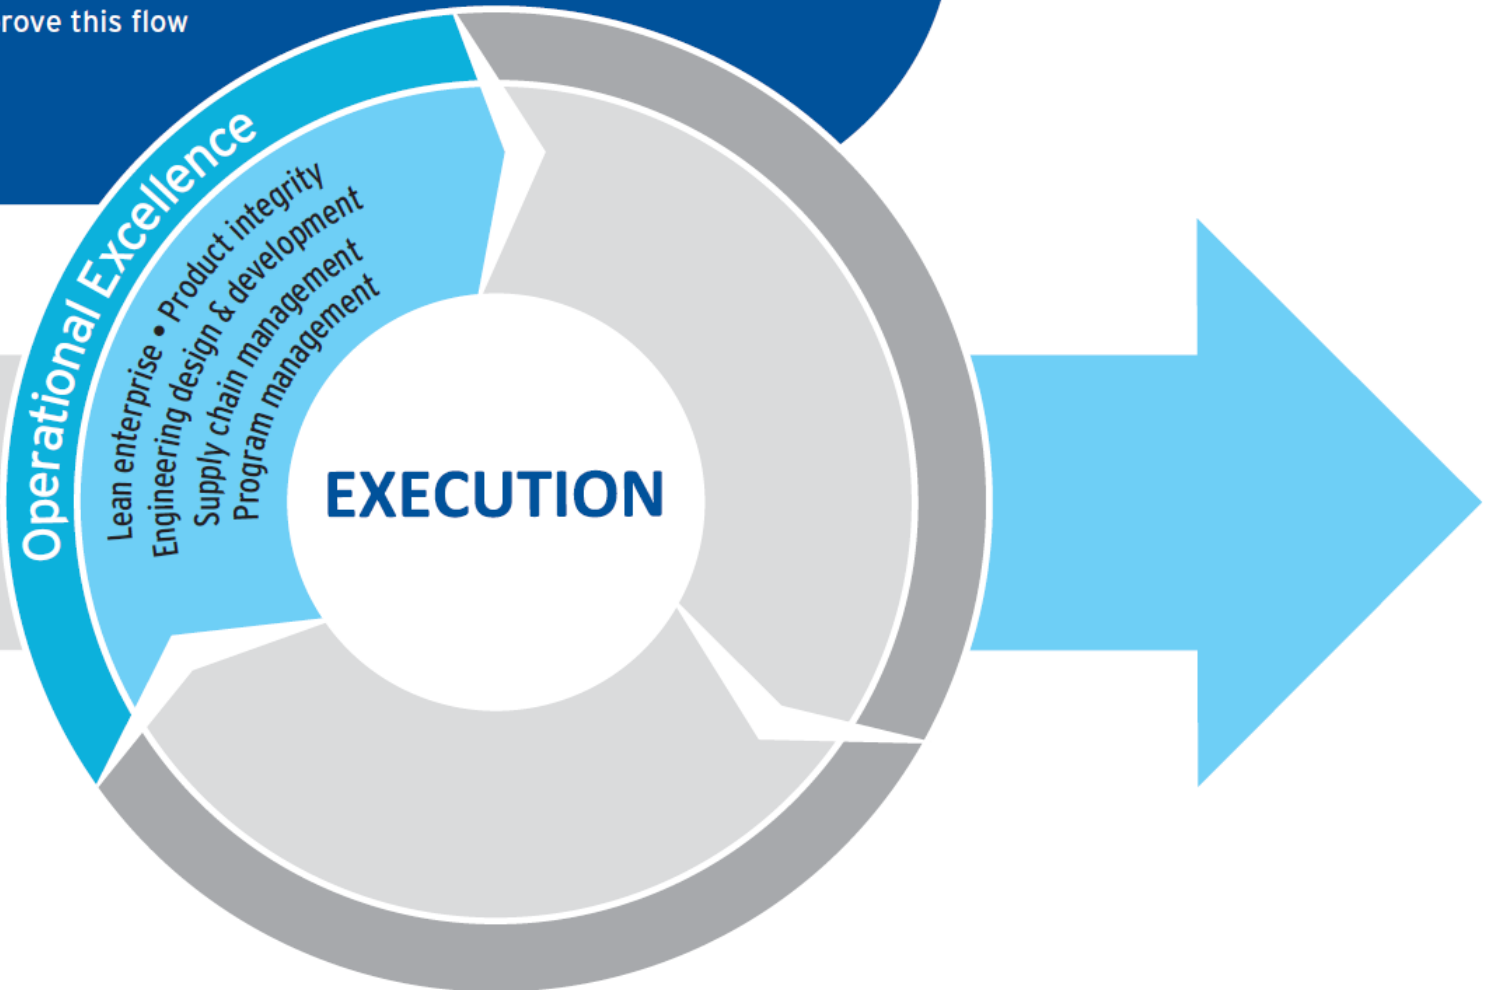 rove this flow
Operational Excellence
Lean enterprise • Product integrity
Engineering design & development
Supply chain management
Program management
EXECUTION